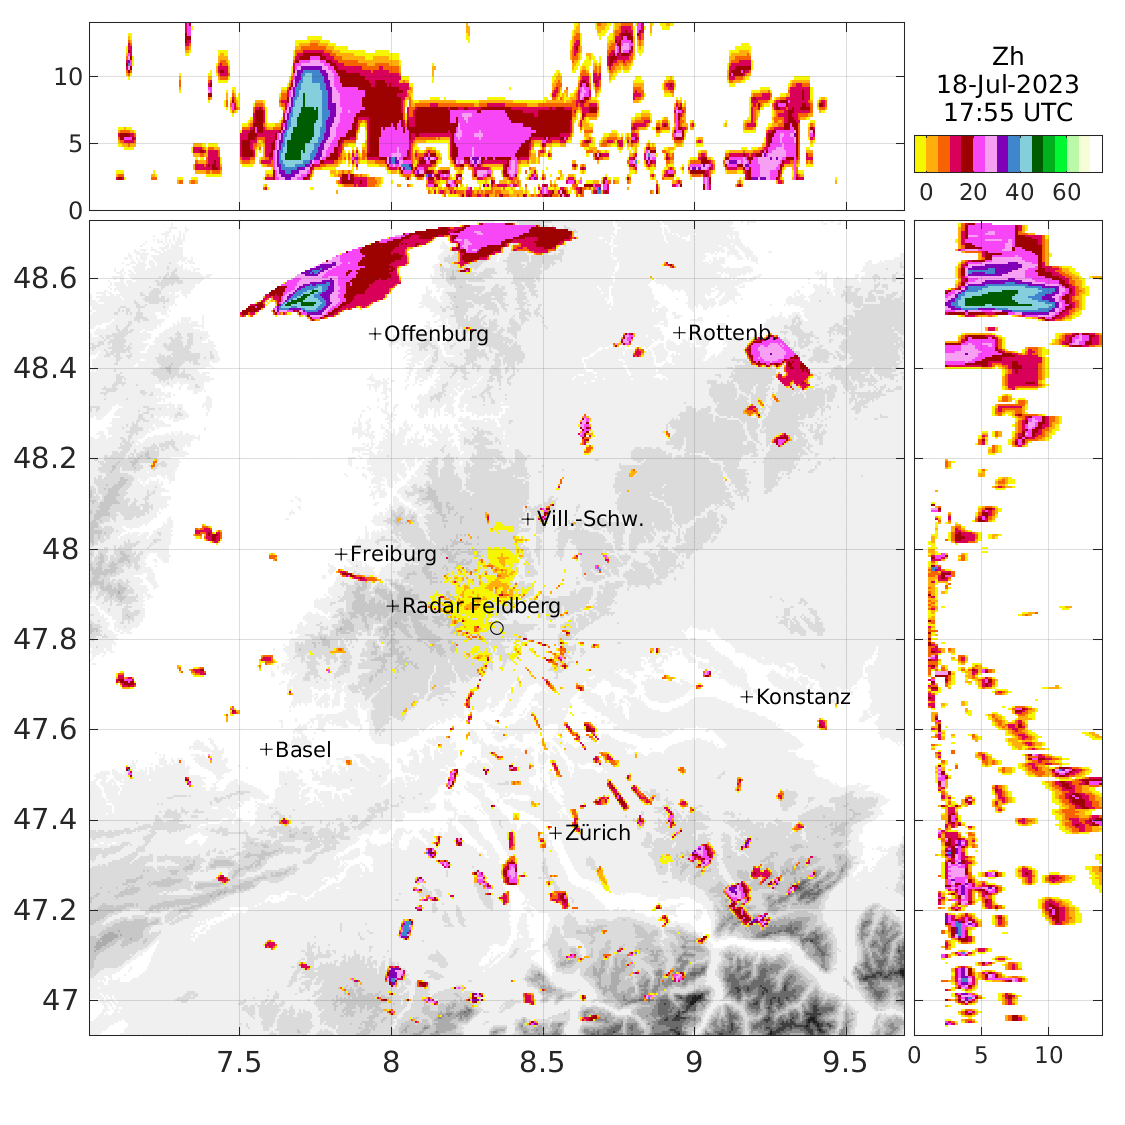 10
5
0
Zh
18-Jul-2023
17:55 UTC
0 20 40 60
48.6
48.4
48.2
48
47.8
47.6
47.4
47.2
47
+Offenburg
+Rottenb.
+Vill.-Schw.
+Freiburg
+Radar Feldberg
+Konstanz
+Basel
+Zürich
7.5 8 8.5 9 9.5
0 5 10